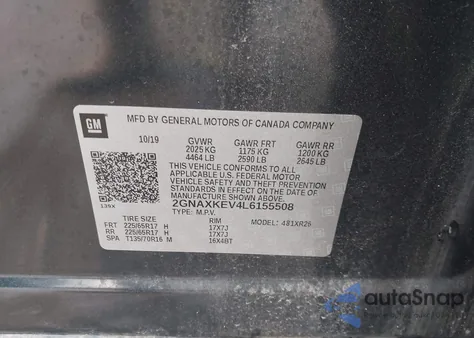 GM
MFD BY GENERAL MOTORS OF CANADA COMPANY
10/19 GVWR GAWR FRT GAWR RR
2025 KG 1175 KG 1200 KG
4464 LB 2590 LB 2645 LB
THIS VEHICLE CONFORMS TO ALL
APPLICABLE U.S. FEDERAL MOTOR
VEHICLE SAFETY AND THEFT
PREVENTION STANDARDS IN EFFECT
ON THE DATE OF MANUFACTURE
SHOWN ABOVE.
139X 2GNAXKEV4L6155508
TYPE: M.P.V. MODEL: 481XR26
TIRE SIZE RIM
FRT 225/65R17 H 17X7J
RR 225/65R17 H 17X7J
SPA T135/70R16 M 16X4BT
autoSnap